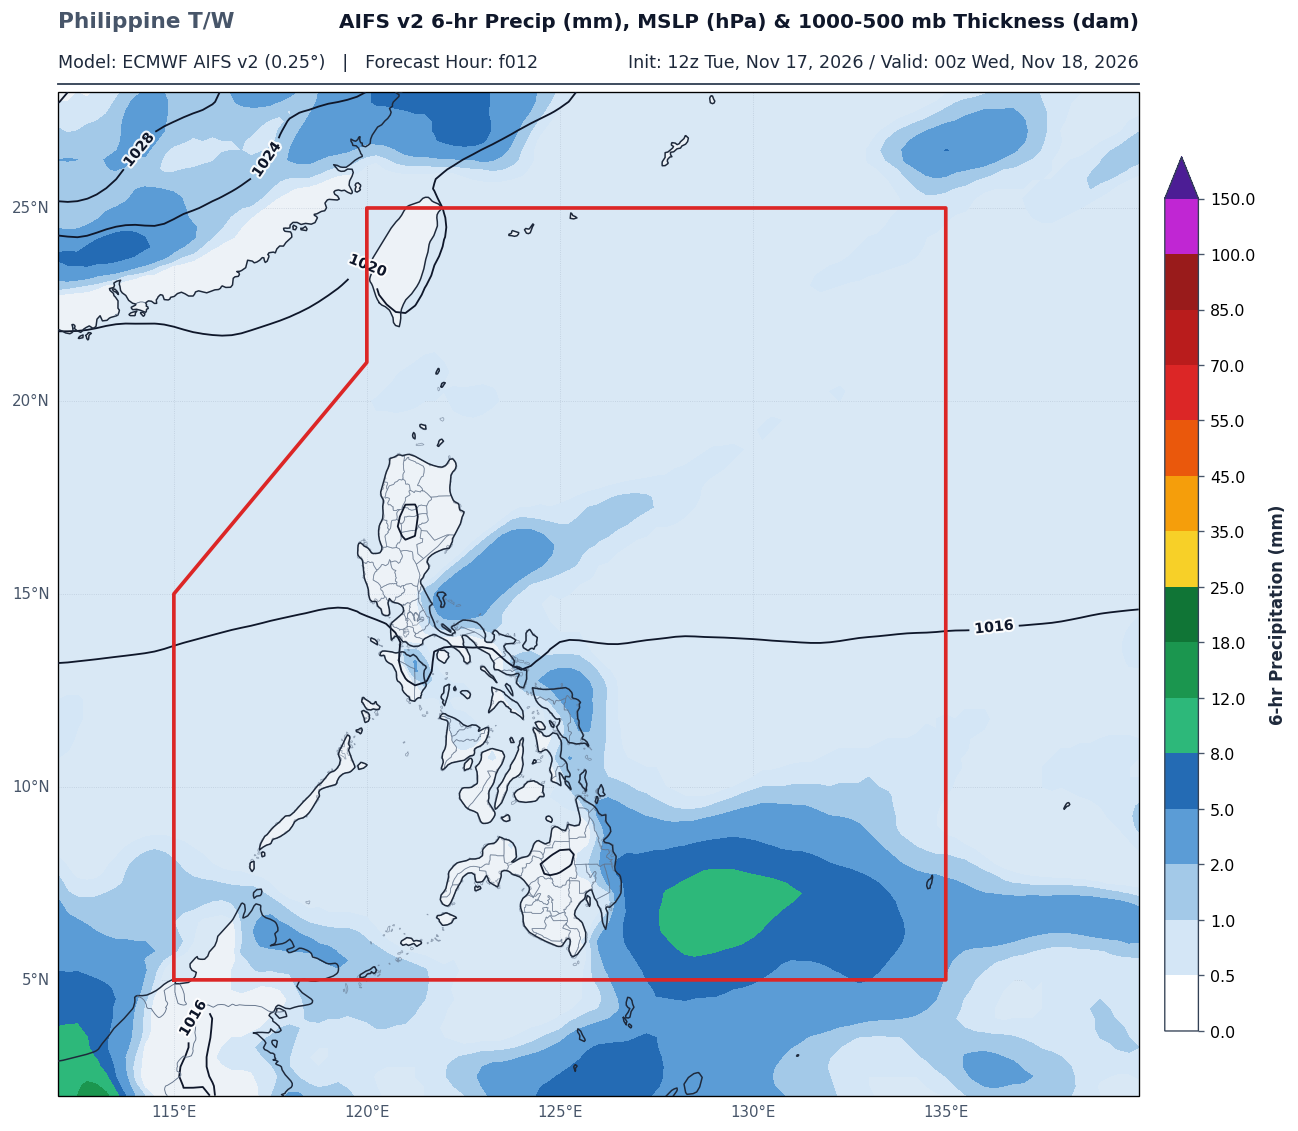 Philippine T/W
AIFS v2 6-hr Precip (mm), MSLP (hPa) & 1000-500 mb Thickness (dam)
Model: ECMWF AIFS v2 (0.25°) | Forecast Hour: f012
Init: 12z Tue, Nov 17, 2026 / Valid: 00z Wed, Nov 18, 2026
1028
1024
1020
1016
1016
25°N
20°N
15°N
10°N
5°N
115°E
120°E
125°E
130°E
135°E
150.0
100.0
85.0
70.0
55.0
45.0
35.0
25.0
18.0
12.0
8.0
5.0
2.0
1.0
0.5
0.0
6-hr Precipitation (mm)